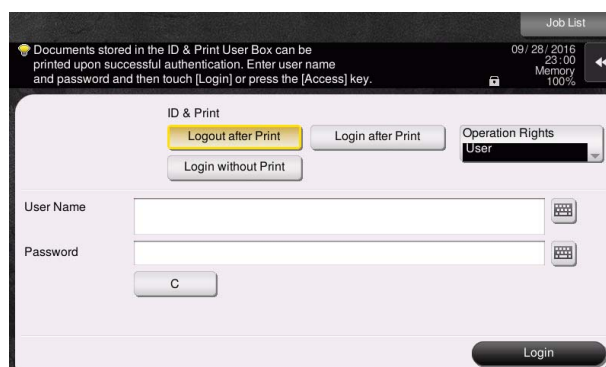 Job List
Documents stored in the ID & Print User Box can be
printed upon successful authentication. Enter user name
and password and then touch [Login] or press the [Access] key.
09/28/2016
23:00
Memory
100%
ID & Print
Logout after Print
Login after Print
Login without Print
Operation Rights
User
User Name
Password
C
Login